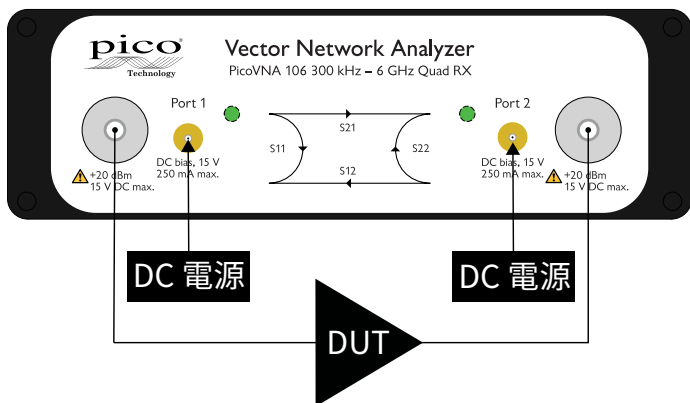 pico
Technology
Vector Network Analyzer
PicoVNA 106 300 kHz – 6 GHz Quad RX
Port 1
Port 2
S21
S11
S22
S12
+20 dBm
15 V DC max.
DC bias, 15 V
250 mA max.
DC bias, 15 V
250 mA max.
+20 dBm
15 V DC max.
DC 電源
DC 電源
DUT